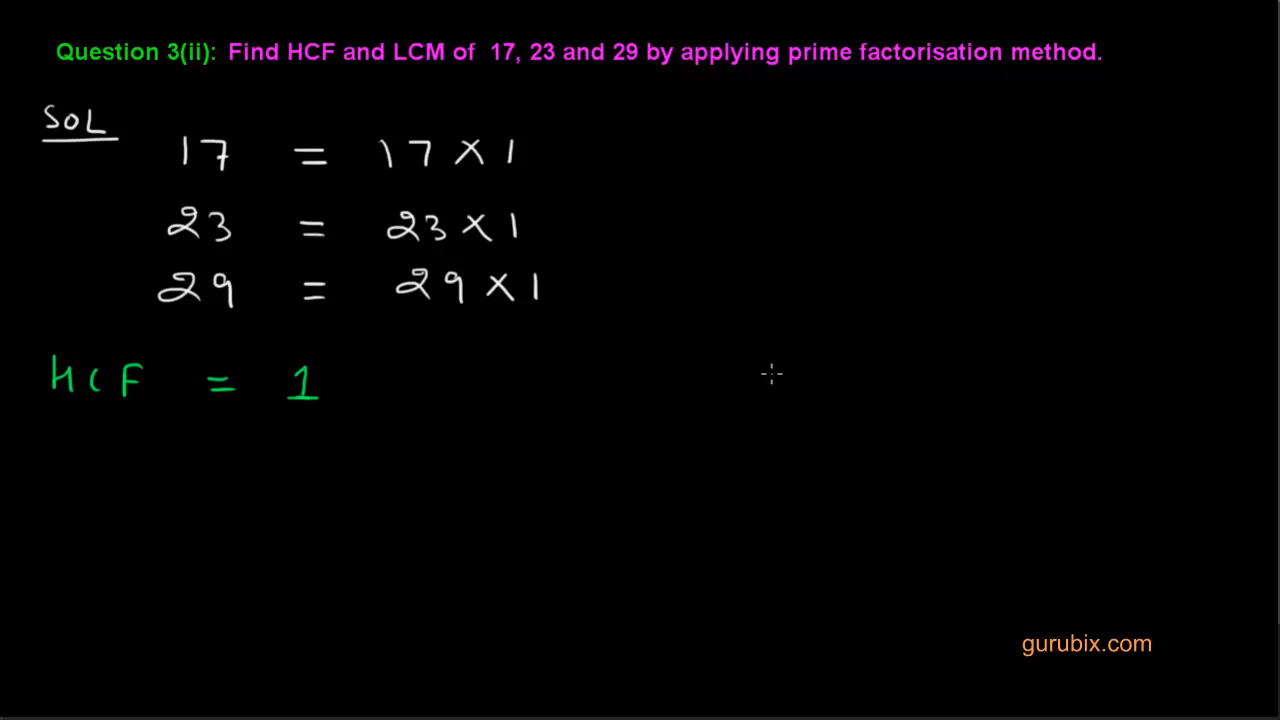 Question 3(ii): Find HCF and LCM of 17, 23 and 29 by applying prime factorisation method.
SOL
17 = 17 × 1
23 = 23 × 1
29 = 29 × 1
HCF = 1
gurubix.com